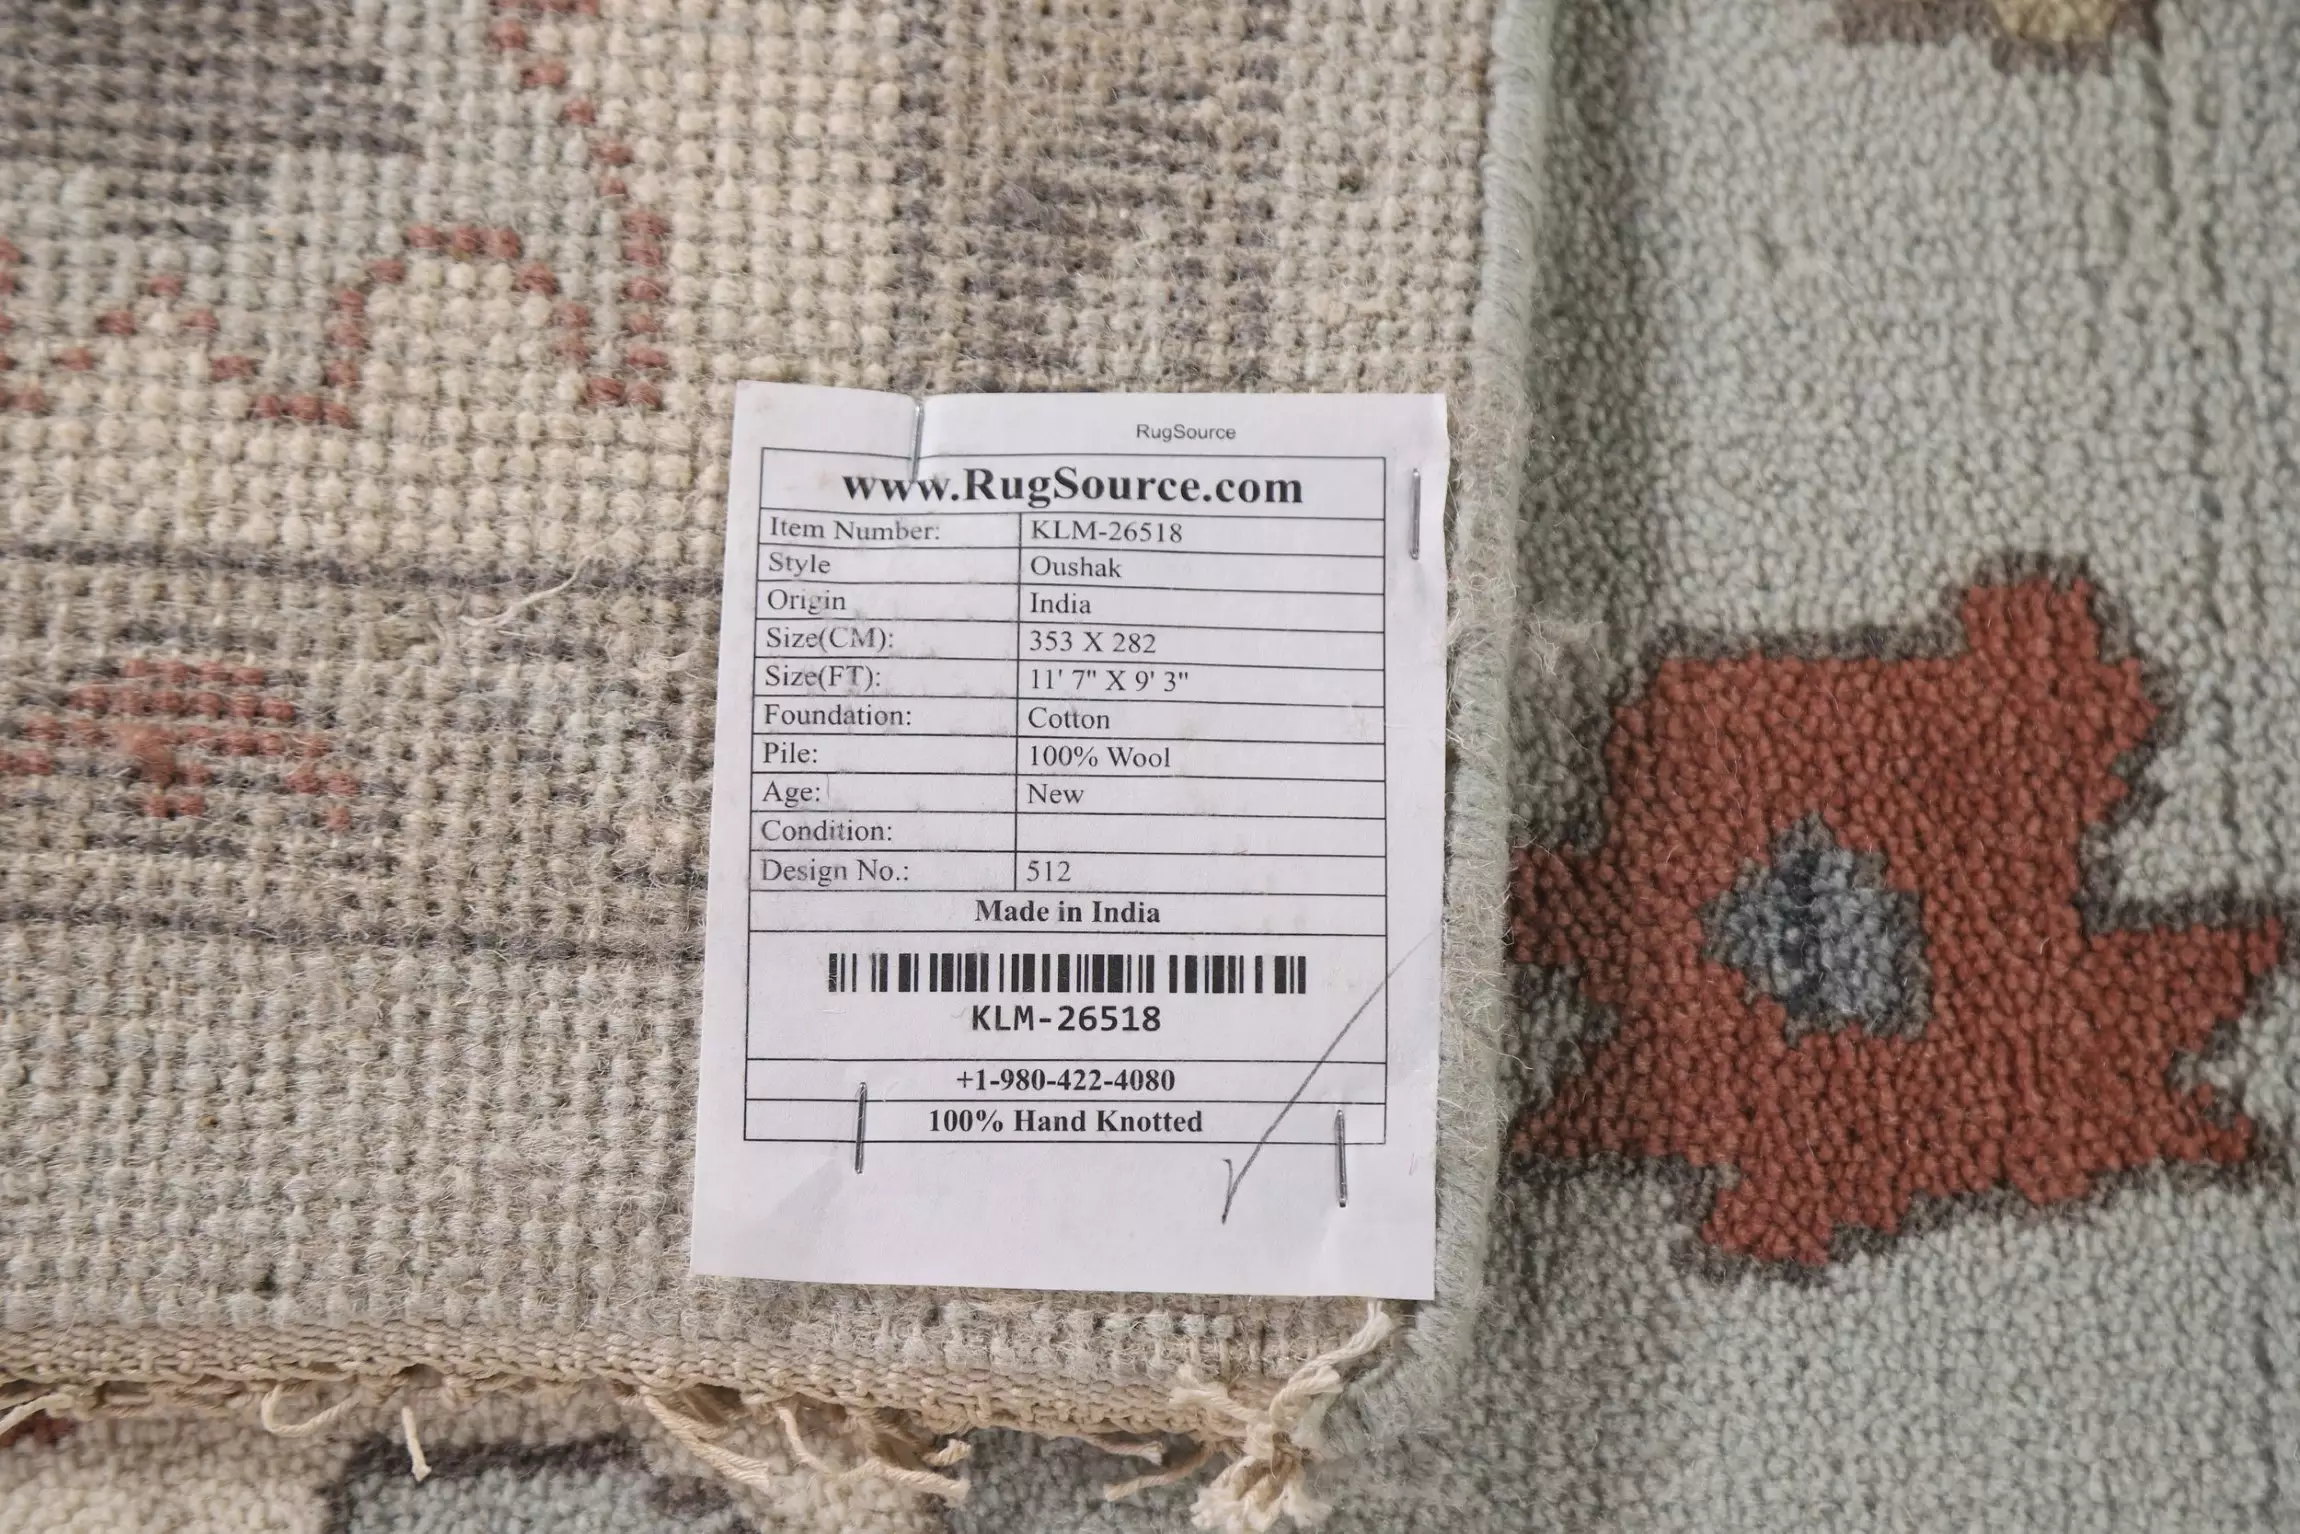 RugSource
www.RugSource.com
Item Number: KLM-26518
Style Oushak
Origin India
Size(CM): 353 X 282
Size(FT): 11' 7" X 9' 3"
Foundation: Cotton
Pile: 100% Wool
Age: New
Condition:
Design No.: 512
Made in India
KLM-26518
+1-980-422-4080
100% Hand Knotted